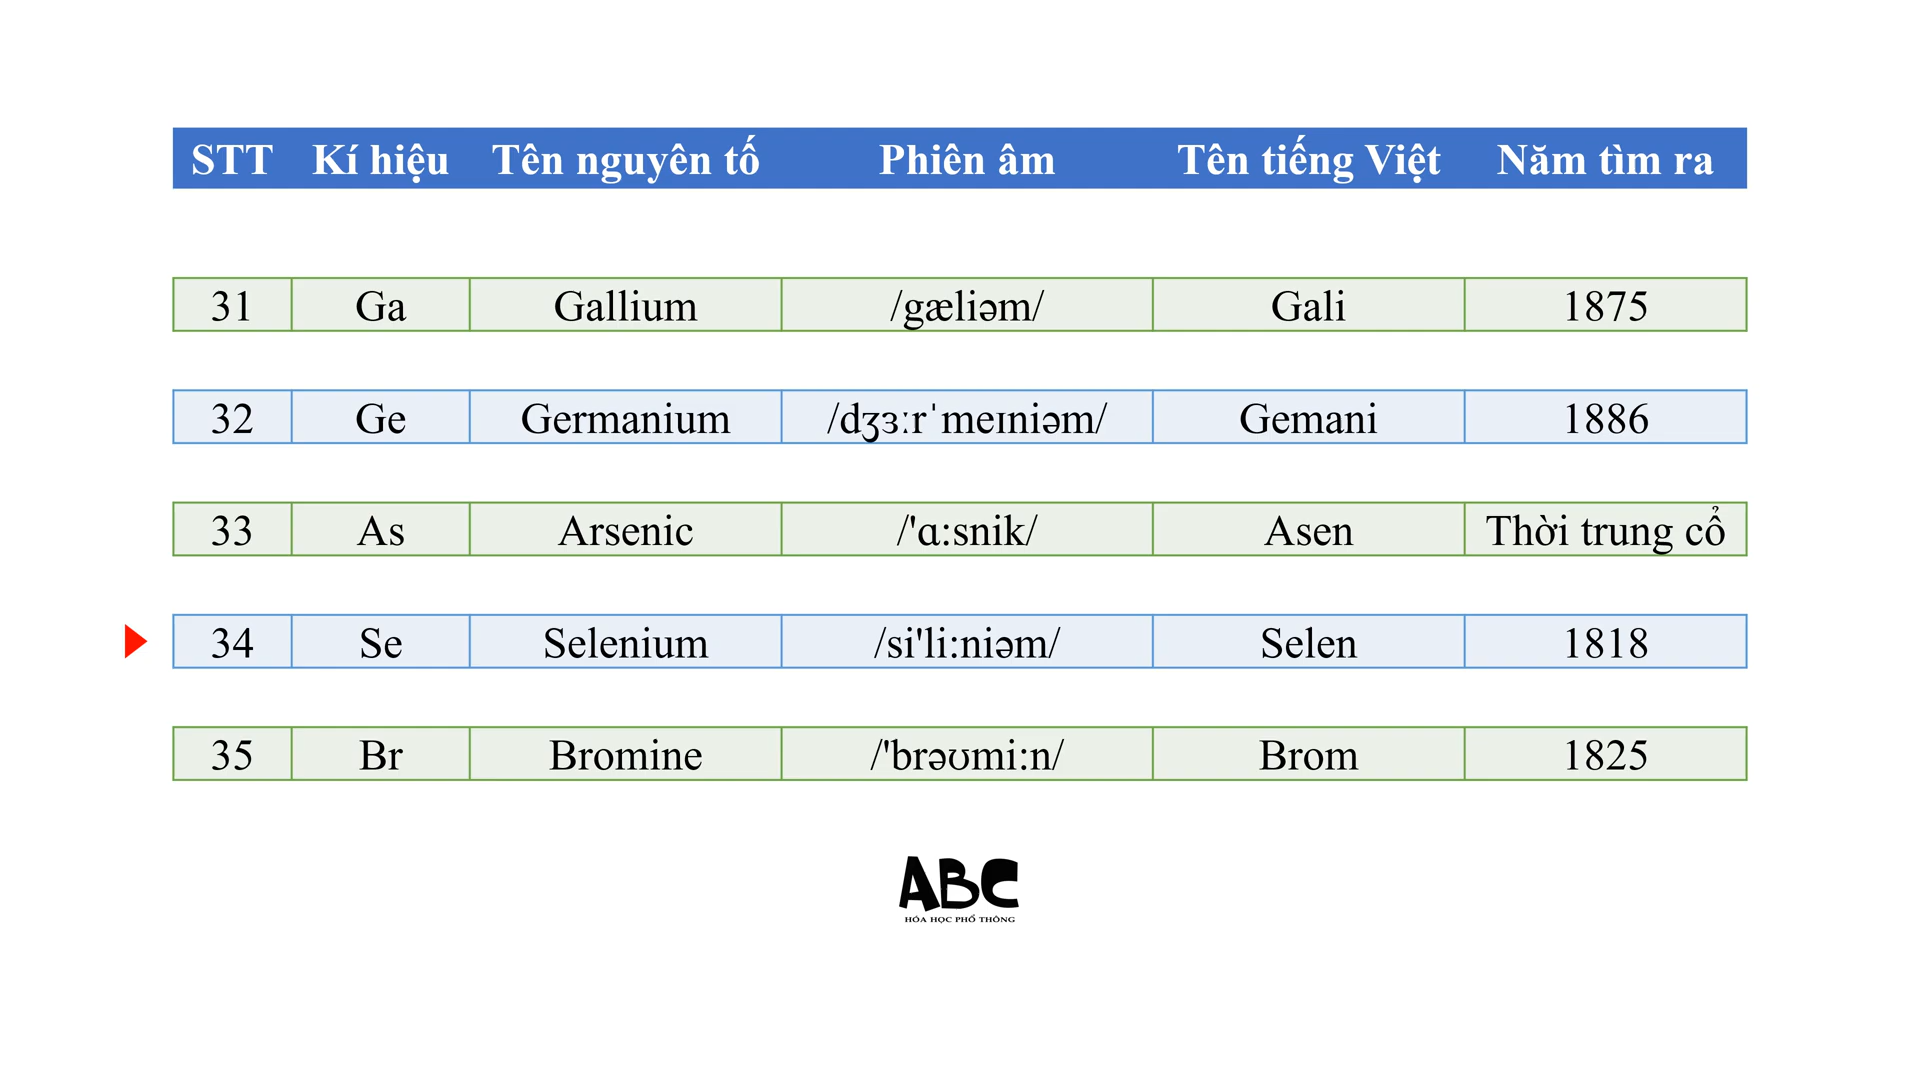 STT Kí hiệu Tên nguyên tố Phiên âm Tên tiếng Việt Năm tìm ra
31 Ga Gallium /gæliəm/ Gali 1875
32 Ge Germanium /dʒɜːrˈmeɪniəm/ Gemani 1886
33 As Arsenic /'ɑ:snik/ Asen Thời trung cổ
34 Se Selenium /si'li:niəm/ Selen 1818
35 Br Bromine /'brəʊmi:n/ Brom 1825
ABC
HÓA HỌC PHỔ THÔNG